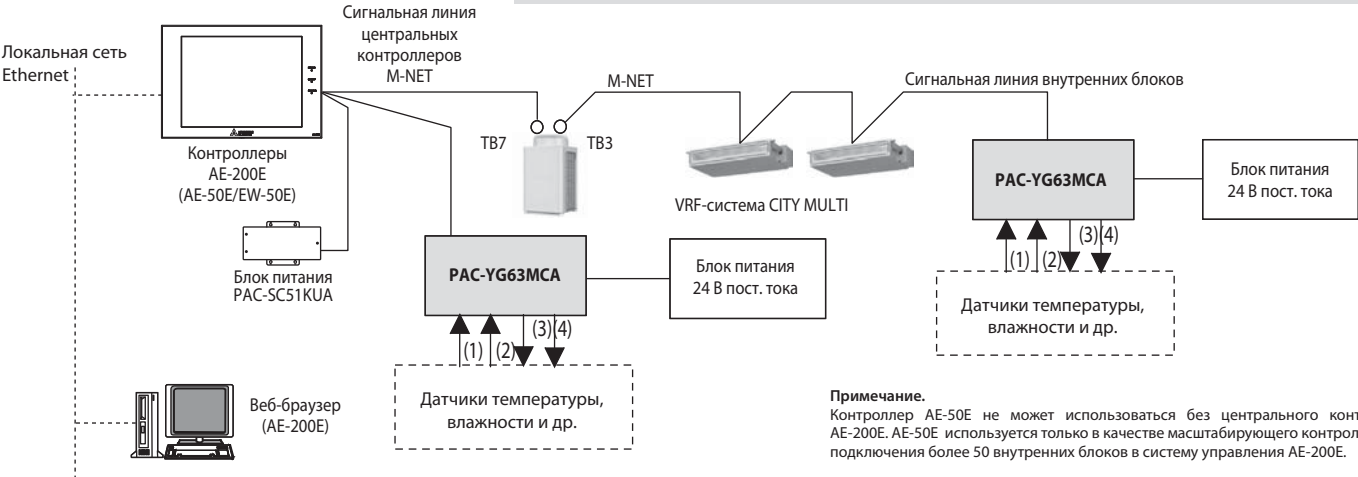 Сигнальная линия
центральных
контроллеров
M-NET
Локальная сеть
Ethernet
M-NET
Сигнальная линия внутренних блоков
TB7
TB3
Контроллеры
AE-200E
(AE-50E/EW-50E)
VRF-система CITY MULTI
PAC-YG63MCA
Блок питания
24 В пост. тока
(1)
(2)
(3)(4)
Датчики температуры,
влажности и др.
Блок питания
PAC-SC51KUA
PAC-YG63MCA
Блок питания
24 В пост. тока
(1)
(2)
(3)(4)
Датчики температуры,
влажности и др.
Веб-браузер
(AE-200E)
Примечание.
Контроллер AE-50E не может использоваться без центрального конт
AE-200E. AE-50E используется только в качестве масштабирующего контрол
подключения более 50 внутренних блоков в систему управления AE-200E.